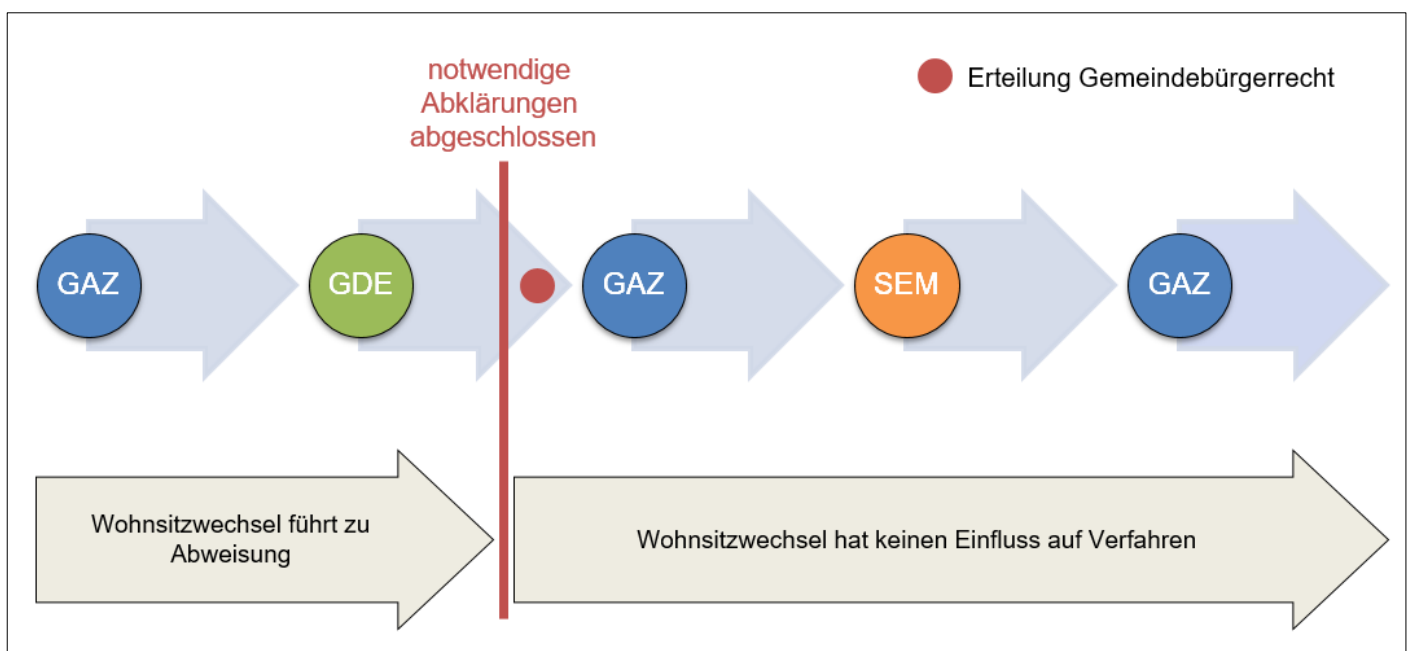 notwendige
Abklärungen
abgeschlossen
Erteilung Gemeindebürgerrecht
GAZ
GDE
GAZ
SEM
GAZ
Wohnsitzwechsel führt zu
Abweisung
Wohnsitzwechsel hat keinen Einfluss auf Verfahren